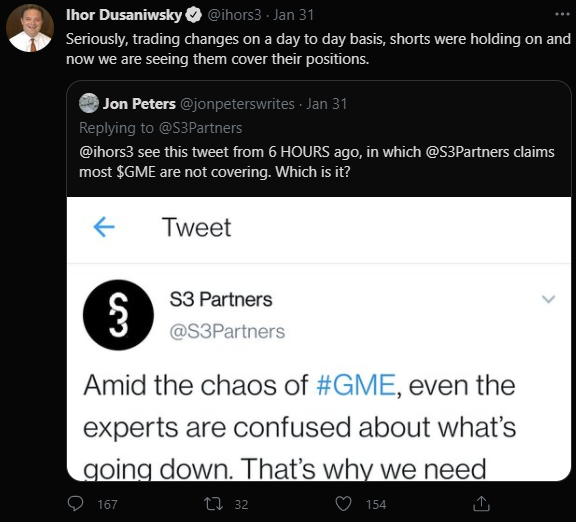 Ihor Dusaniwsky @ihors3 · Jan 31
Seriously, trading changes on a day to day basis, shorts were holding on and
now we are seeing them cover their positions.
Jon Peters @jonpeterswrites · Jan 31
Replying to @S3Partners
@ihors3 see this tweet from 6 HOURS ago, in which @S3Partners claims
most $GME are not covering. Which is it?
Tweet
S3
S3 Partners
@S3Partners
Amid the chaos of #GME, even the
experts are confused about what's
going down. That's why we need
167 32 154